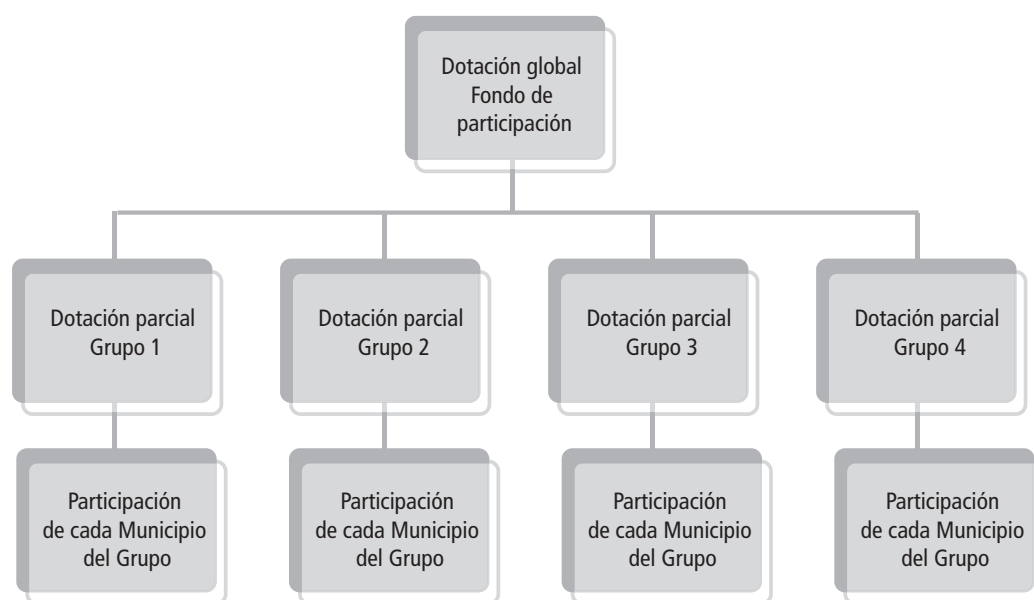 Dotación global
Fondo de
participación
Dotación parcial
Grupo 1
Dotación parcial
Grupo 2
Dotación parcial
Grupo 3
Dotación parcial
Grupo 4
Participación
de cada Municipio
del Grupo
Participación
de cada Municipio
del Grupo
Participación
de cada Municipio
del Grupo
Participación
de cada Municipio
del Grupo